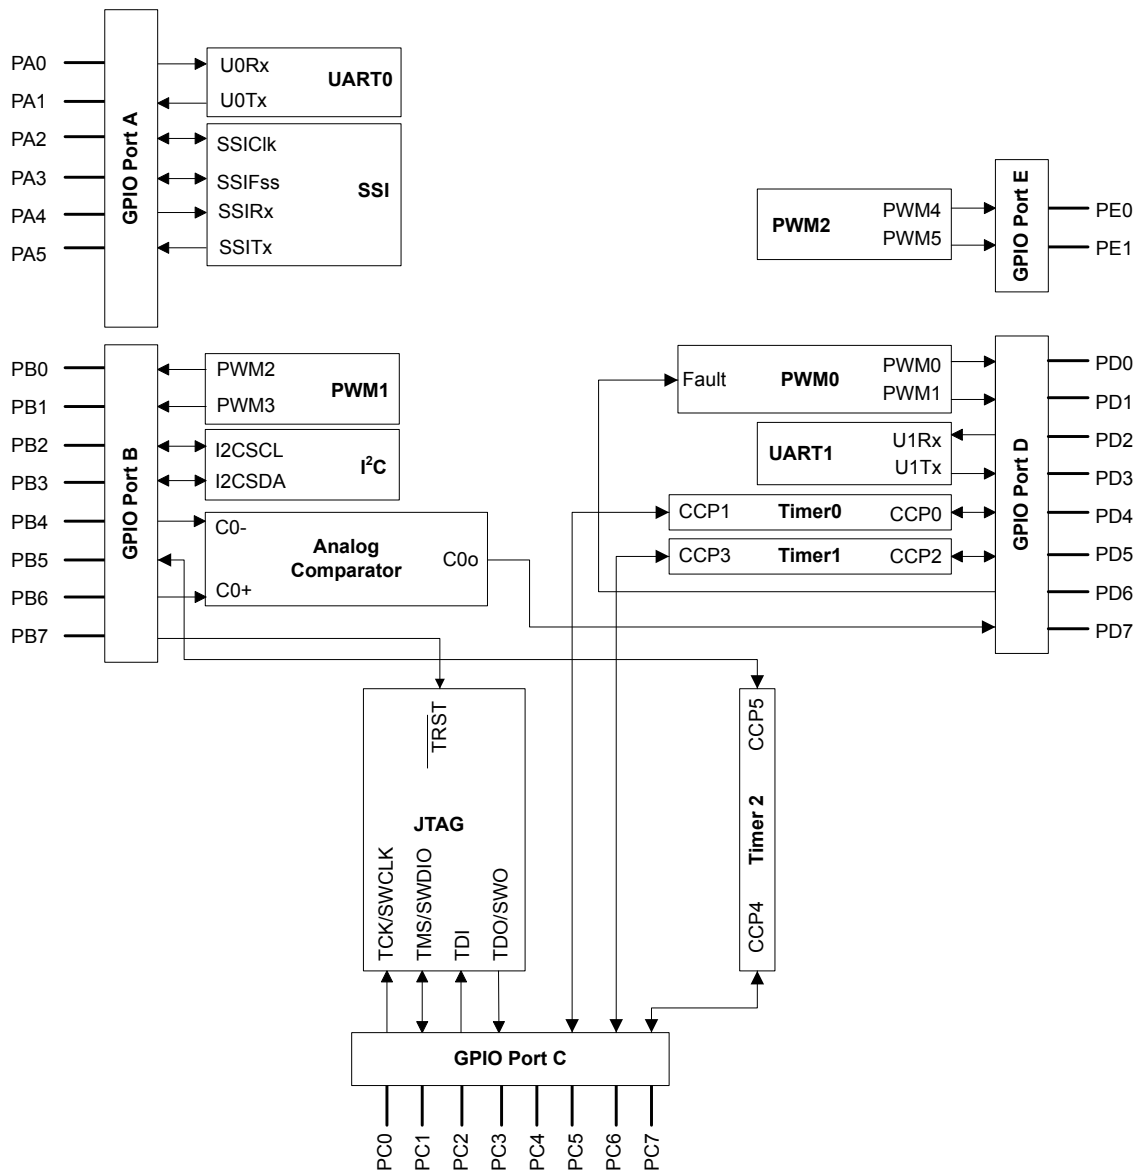 PA0
PA1
PA2
PA3
PA4
PA5
GPIO Port A
U0Rx
U0Tx
UART0
SSIClk
SSIFss
SSIRx
SSITx
SSI
PWM2
PWM4
PWM5
GPIO Port E
PE0
PE1
PB0
PB1
PB2
PB3
PB4
PB5
PB6
PB7
GPIO Port B
PWM2
PWM3
PWM1
I2CSCL
I2CSDA
I²C
C0-
C0+
Analog
Comparator
C0o
Fault
PWM0
PWM0
PWM1
UART1
U1Rx
U1Tx
CCP1
Timer0
CCP0
CCP3
Timer1
CCP2
GPIO Port D
PD0
PD1
PD2
PD3
PD4
PD5
PD6
PD7
TRST
JTAG
TCK/SWCLK
TMS/SWDIO
TDI
TDO/SWO
CCP5
Timer 2
CCP4
GPIO Port C
PC0
PC1
PC2
PC3
PC4
PC5
PC6
PC7